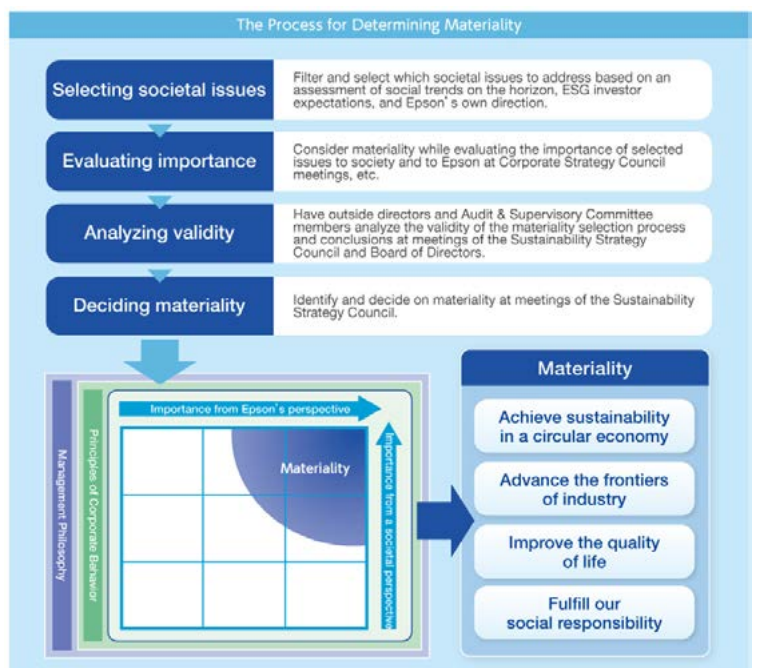 The Process for Determining Materiality
Selecting societal issues
Filter and select which societal issues to address based on an
assessment of social trends on the horizon, ESG investor
expectations, and Epson's own direction.
Evaluating importance
Consider materiality while evaluating the importance of selected
issues to society and to Epson at Corporate Strategy Council
meetings, etc.
Analyzing validity
Have outside directors and Audit & Supervisory Committee
members analyze the validity of the materiality selection process
and conclusions at meetings of the Sustainability Strategy
Council and Board of Directors.
Deciding materiality
Identify and decide on materiality at meetings of the Sustainability
Strategy Council.
Management Philosophy
Principles of Corporate Behavior
Importance from Epson's perspective
Materiality
Importance from a societal perspective
Materiality
Achieve sustainability
in a circular economy
Advance the frontiers
of industry
Improve the quality
of life
Fulfill our
social responsibility